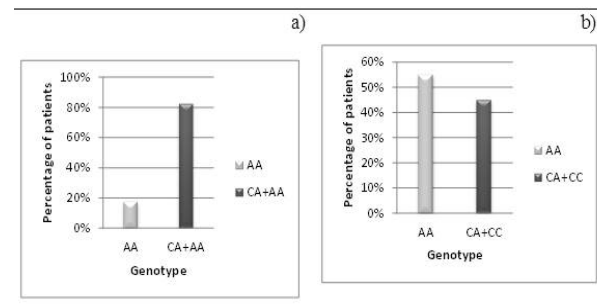 a)
Percentage of patients
100%
80%
60%
40%
20%
0%
AA
CA+AA
Genotype
AA
CA+AA
b)
Percentage of patients
60%
50%
40%
30%
20%
10%
0%
AA
CA+CC
Genotype
AA
CA+CC